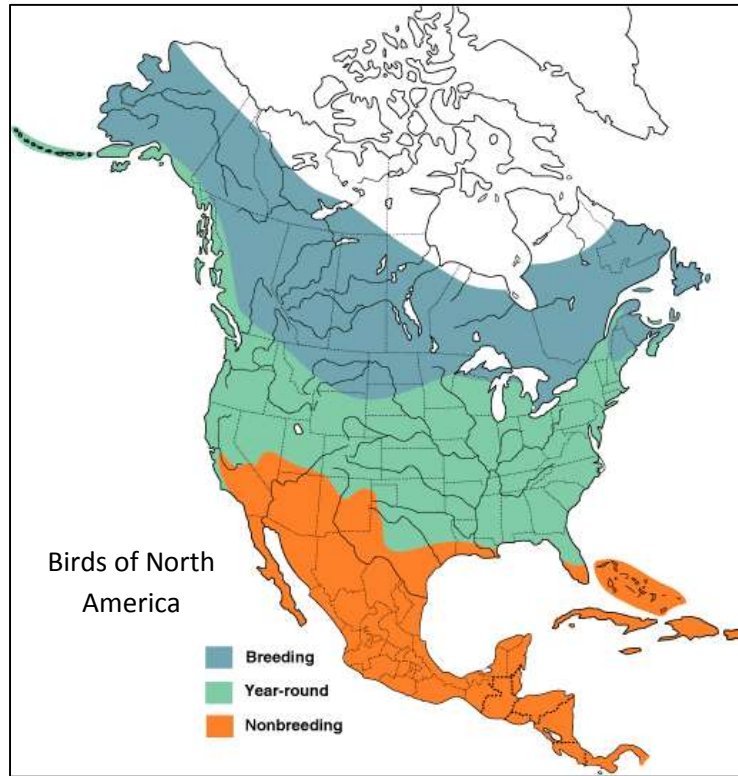 Birds of North
America
Breeding
Year-round
Nonbreeding